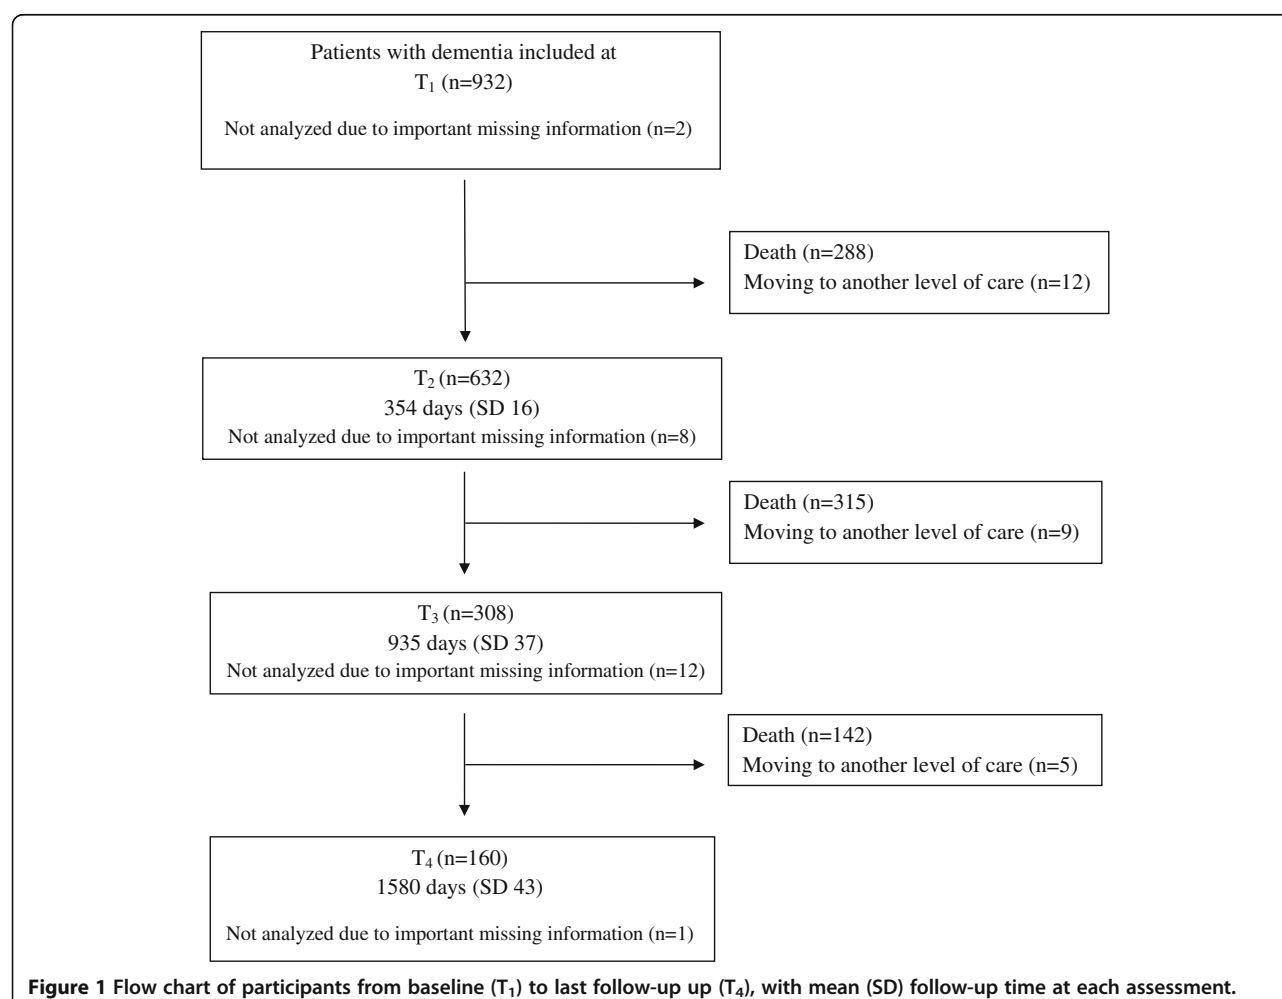 Patients with dementia included at
T₁ (n=932)
Not analyzed due to important missing information (n=2)
Death (n=288)
Moving to another level of care (n=12)
T₂ (n=632)
354 days (SD 16)
Not analyzed due to important missing information (n=8)
Death (n=315)
Moving to another level of care (n=9)
T₃ (n=308)
935 days (SD 37)
Not analyzed due to important missing information (n=12)
Death (n=142)
Moving to another level of care (n=5)
T₄ (n=160)
1580 days (SD 43)
Not analyzed due to important missing information (n=1)
Figure 1 Flow chart of participants from baseline (T₁) to last follow-up up (T₄), with mean (SD) follow-up time at each assessment.